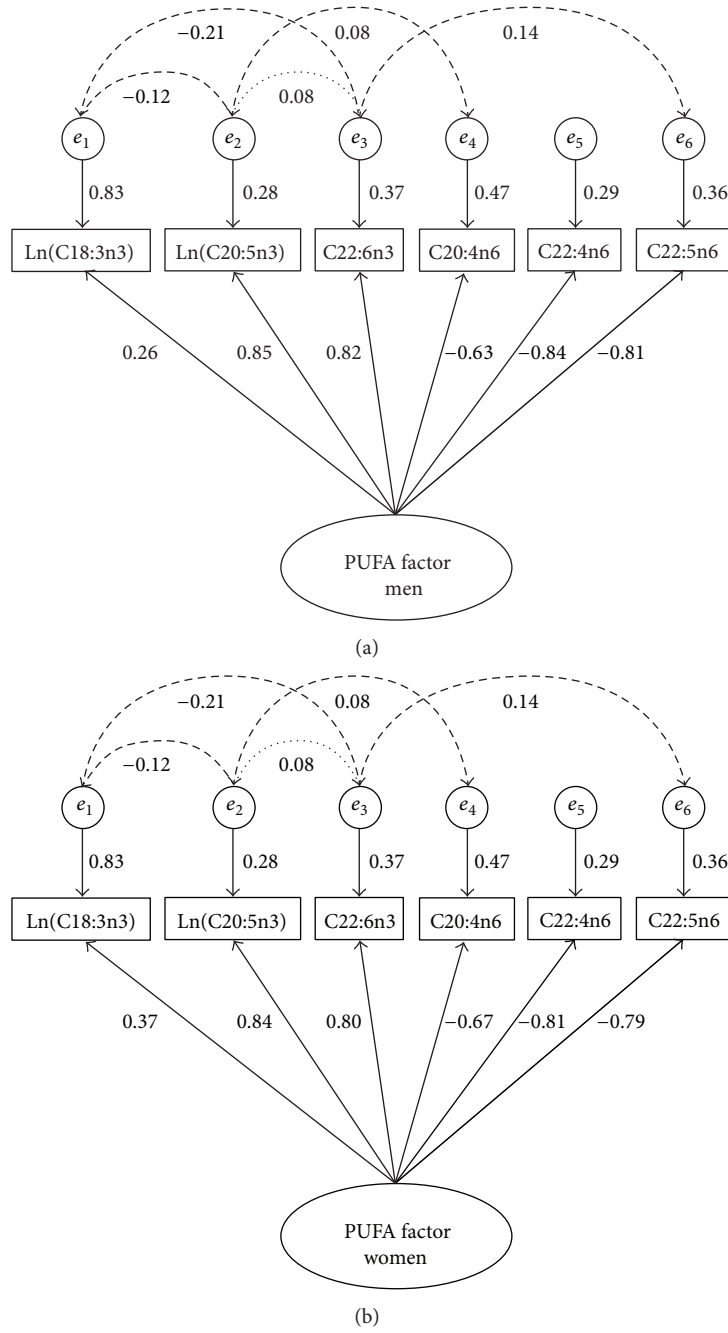 −0.21 0.08 0.14
−0.12 0.08
e1 e2 e3 e4 e5 e6
0.83 0.28 0.37 0.47 0.29 0.36
Ln(C18:3n3) Ln(C20:5n3) C22:6n3 C20:4n6 C22:4n6 C22:5n6
0.26 0.85 0.82 −0.63 −0.84 −0.81
PUFA factor
men
(a)
−0.21 0.08 0.14
−0.12 0.08
e1 e2 e3 e4 e5 e6
0.83 0.28 0.37 0.47 0.29 0.36
Ln(C18:3n3) Ln(C20:5n3) C22:6n3 C20:4n6 C22:4n6 C22:5n6
0.37 0.84 0.80 −0.67 −0.81 −0.79
PUFA factor
women
(b)